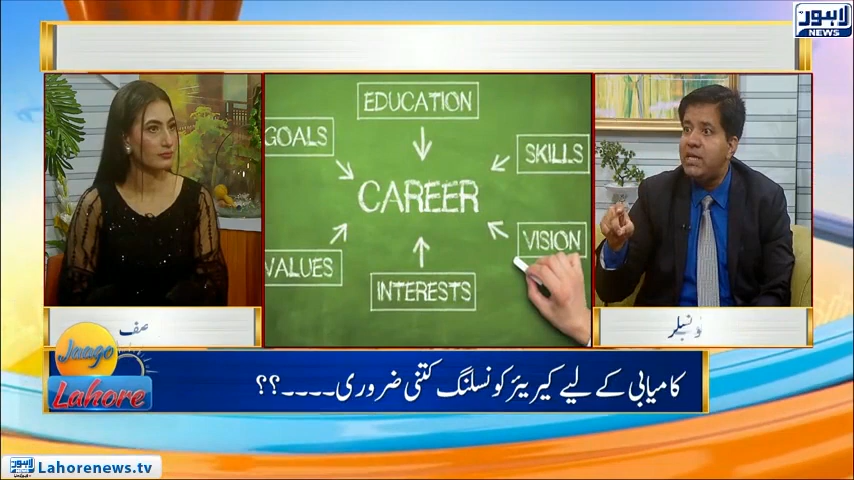 لاہور
NEWS
EDUCATION
GOALS
SKILLS
CAREER
VALUES
VISION
INTERESTS
Jaago
Lahore
کامیابی کے لیے کیریئر کونسلنگ کتنی ضروری۔۔۔۔؟؟
لاہور Lahorenews.tv